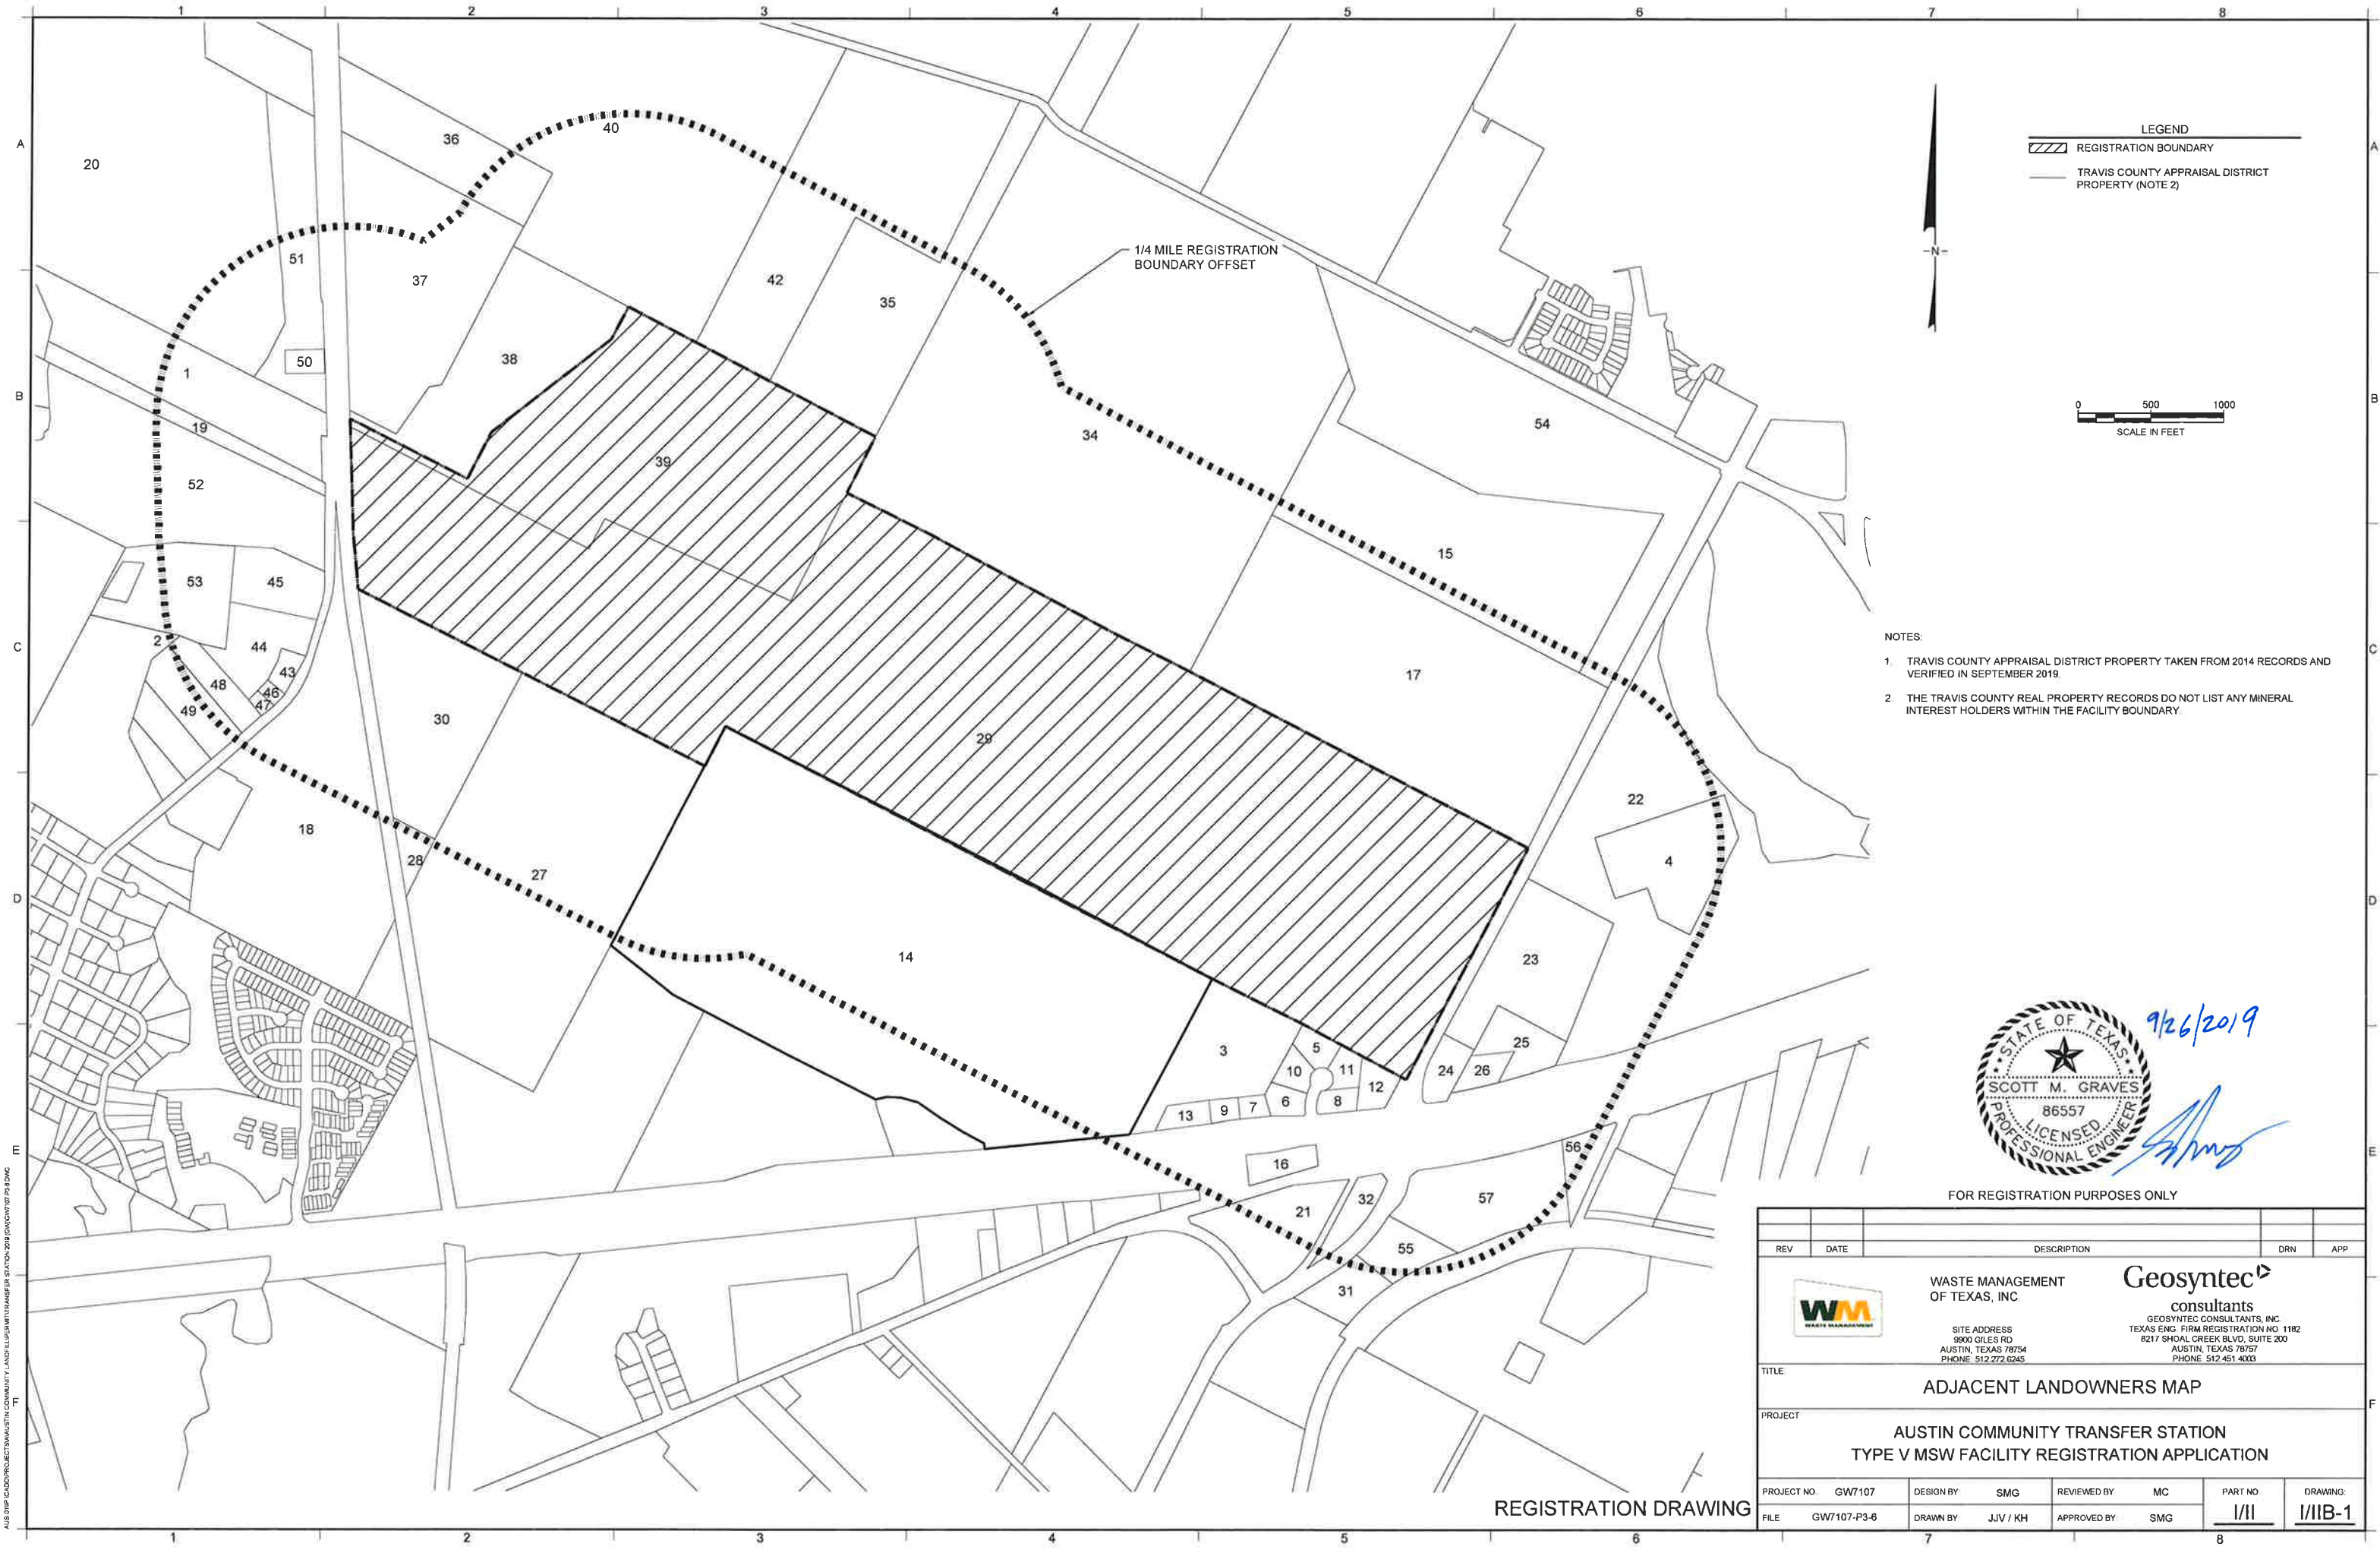 1 2 3 4 5 6 7 8
A A
B B
C C
D D
E E
F F
20
36
40
51
37
42
35
50
38
1
19
52
39
34
54
15
53
45
2
44
43
48
46
47
49
30
17
29
18
28
27
22
4
14
23
3
5
10
11
12
6
8
13
9
7
24
26
25
16
21
32
57
56
55
31
1/4 MILE REGISTRATION
BOUNDARY OFFSET
LEGEND
REGISTRATION BOUNDARY
TRAVIS COUNTY APPRAISAL DISTRICT
PROPERTY (NOTE 2)
-N-
0 500 1000
SCALE IN FEET
NOTES:
1. TRAVIS COUNTY APPRAISAL DISTRICT PROPERTY TAKEN FROM 2014 RECORDS AND
VERIFIED IN SEPTEMBER 2019.
2 THE TRAVIS COUNTY REAL PROPERTY RECORDS DO NOT LIST ANY MINERAL
INTEREST HOLDERS WITHIN THE FACILITY BOUNDARY.
9/26/2019
STATE OF TEXAS
SCOTT M. GRAVES
86557
LICENSED
PROFESSIONAL ENGINEER
FOR REGISTRATION PURPOSES ONLY
REV DATE DESCRIPTION DRN APP
WM
WASTE MANAGEMENT
WASTE MANAGEMENT
OF TEXAS, INC
SITE ADDRESS
9900 GILES RD
AUSTIN, TEXAS 78754
PHONE 512 272 6245
Geosyntec
consultants
GEOSYNTEC CONSULTANTS, INC.
TEXAS ENG. FIRM REGISTRATION NO 1182
8217 SHOAL CREEK BLVD, SUITE 200
AUSTIN, TEXAS 78757
PHONE 512 451 4003
TITLE
ADJACENT LANDOWNERS MAP
PROJECT
AUSTIN COMMUNITY TRANSFER STATION
TYPE V MSW FACILITY REGISTRATION APPLICATION
PROJECT NO. GW7107 DESIGN BY SMG REVIEWED BY MC PART NO DRAWING:
FILE GW7107-P3-6 DRAWN BY JJV / KH APPROVED BY SMG I/II I/IIB-1
REGISTRATION DRAWING
1 2 3 4 5 6 7 8